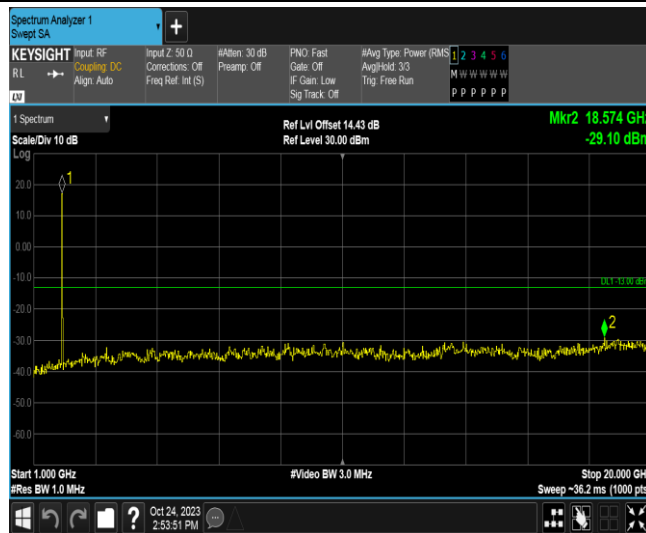 Spectrum Analyzer 1
Swept SA
KEYSIGHT
RL
LXI
Input: RF
Coupling: DC
Align: Auto
Input Z: 50 Ω
Corrections: Off
Freq Ref: Int (S)
#Atten: 30 dB
Preamp: Off
PNO: Fast
Gate: Off
IF Gain: Low
Sig Track: Off
#Avg Type: Power (RMS
Avg|Hold: 3/3
Trig: Free Run
1 2 3 4 5 6
M W W W W W
P P P P P P
1 Spectrum
Scale/Div 10 dB
Log
Ref Lvl Offset 14.43 dB
Ref Level 30.00 dBm
Mkr2 18.574 GH
-29.10 dBm
20.0
10.0
0.00
-10.0
-20.0
-30.0
-40.0
-50.0
-60.0
1
DL1 -13.00 dB
2
Start 1.000 GHz
#Res BW 1.0 MHz
#Video BW 3.0 MHz
Stop 20.000 GH
Sweep ~36.2 ms (1000 pts
?
Oct 24, 2023
2:53:51 PM